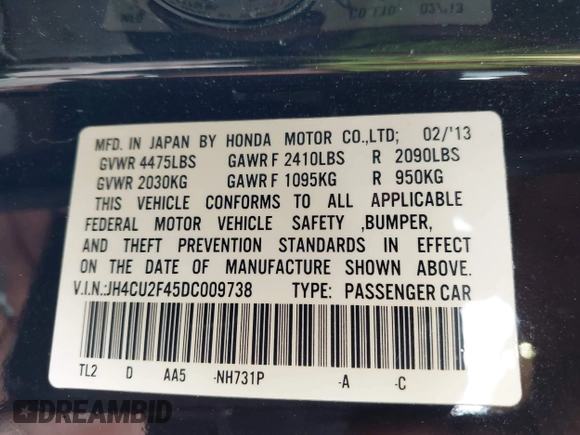 MFD. IN JAPAN BY HONDA MOTOR CO.,LTD; 02/'13
GVWR 4475LBS GAWR F 2410LBS R 2090LBS
GVWR 2030KG GAWR F 1095KG R 950KG
THIS VEHICLE CONFORMS TO ALL APPLICABLE
FEDERAL MOTOR VEHICLE SAFETY ,BUMPER,
AND THEFT PREVENTION STANDARDS IN EFFECT
ON THE DATE OF MANUFACTURE SHOWN ABOVE.
V.I.N.:JH4CU2F45DC009738 TYPE: PASSENGER CAR
TL2 D AA5 -NH731P -A -C
DREAMBID